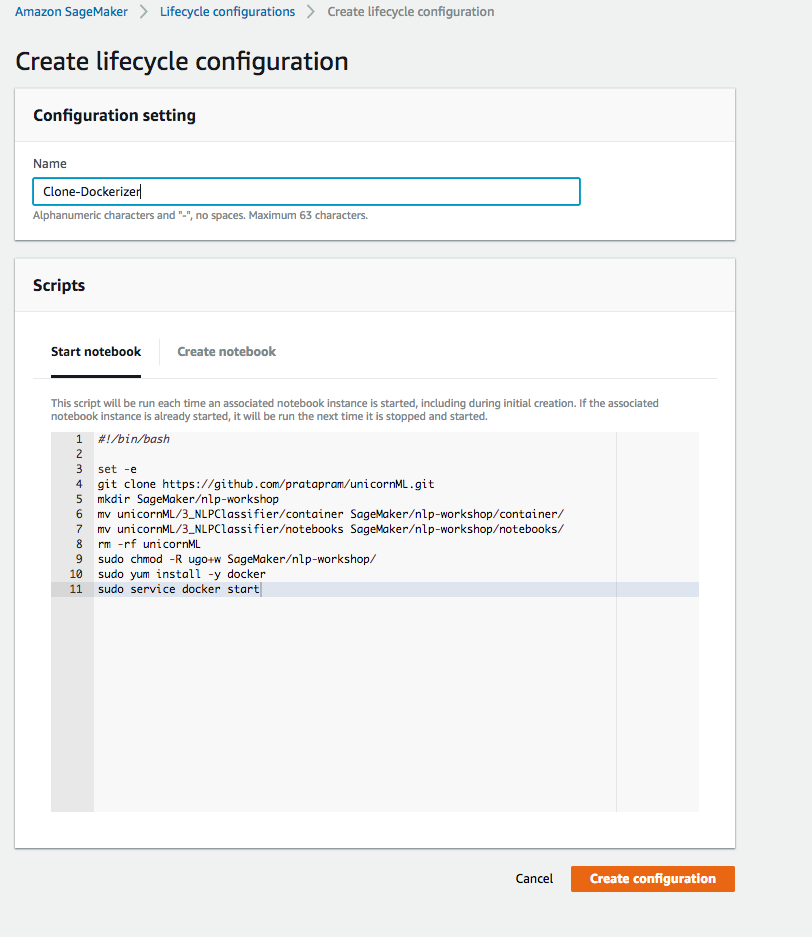 Amazon SageMaker > Lifecycle configurations > Create lifecycle configuration
Create lifecycle configuration
Configuration setting
Name
Clone-Dockerizer
Alphanumeric characters and "-", no spaces. Maximum 63 characters.
Scripts
Start notebook
Create notebook
This script will be run each time an associated notebook instance is started, including during initial creation. If the associated
notebook instance is already started, it will be run the next time it is stopped and started.
1 #!/bin/bash
2
3 set -e
4 git clone https://github.com/pratapram/unicornML.git
5 mkdir SageMaker/nlp-workshop
6 mv unicornML/3_NLPClassifier/container SageMaker/nlp-workshop/container/
7 mv unicornML/3_NLPClassifier/notebooks SageMaker/nlp-workshop/notebooks/
8 rm -rf unicornML
9 sudo chmod -R ugo+w SageMaker/nlp-workshop/
10 sudo yum install -y docker
11 sudo service docker start
Cancel
Create configuration